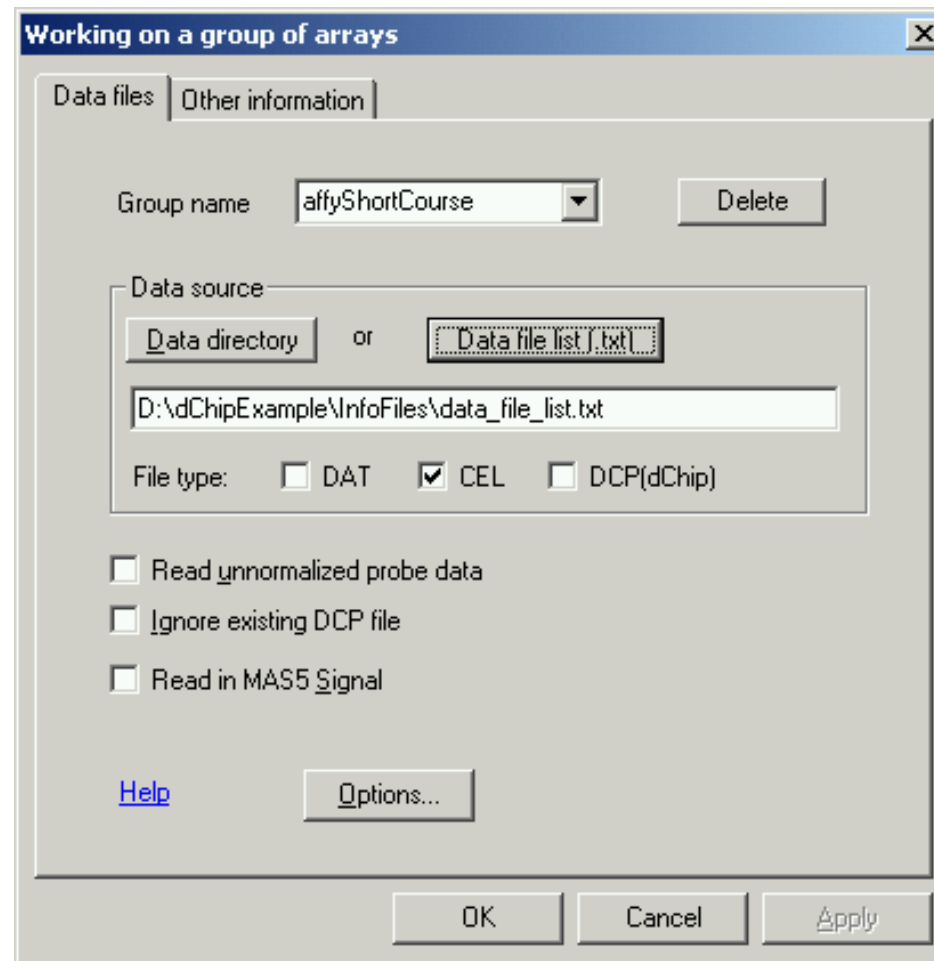 Working on a group of arrays
Data files
Other information
Group name
affyShortCourse
Delete
Data source
Data directory
or
Data file list (.txt)
D:\dChipExample\InfoFiles\data_file_list.txt
File type:
DAT
CEL
DCP(dChip)
Read unnormalized probe data
Ignore existing DCP file
Read in MAS5 Signal
Help
Options...
OK
Cancel
Apply